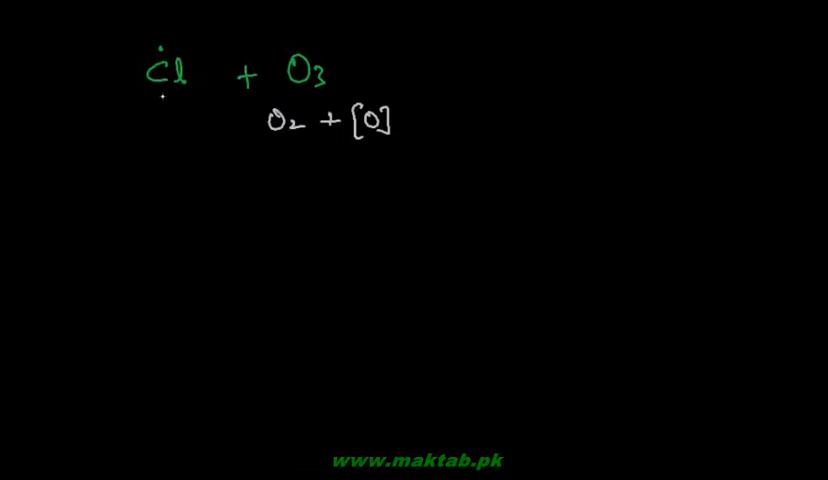 Ċl + O₃
O₂ + [O]
www.maktab.pk